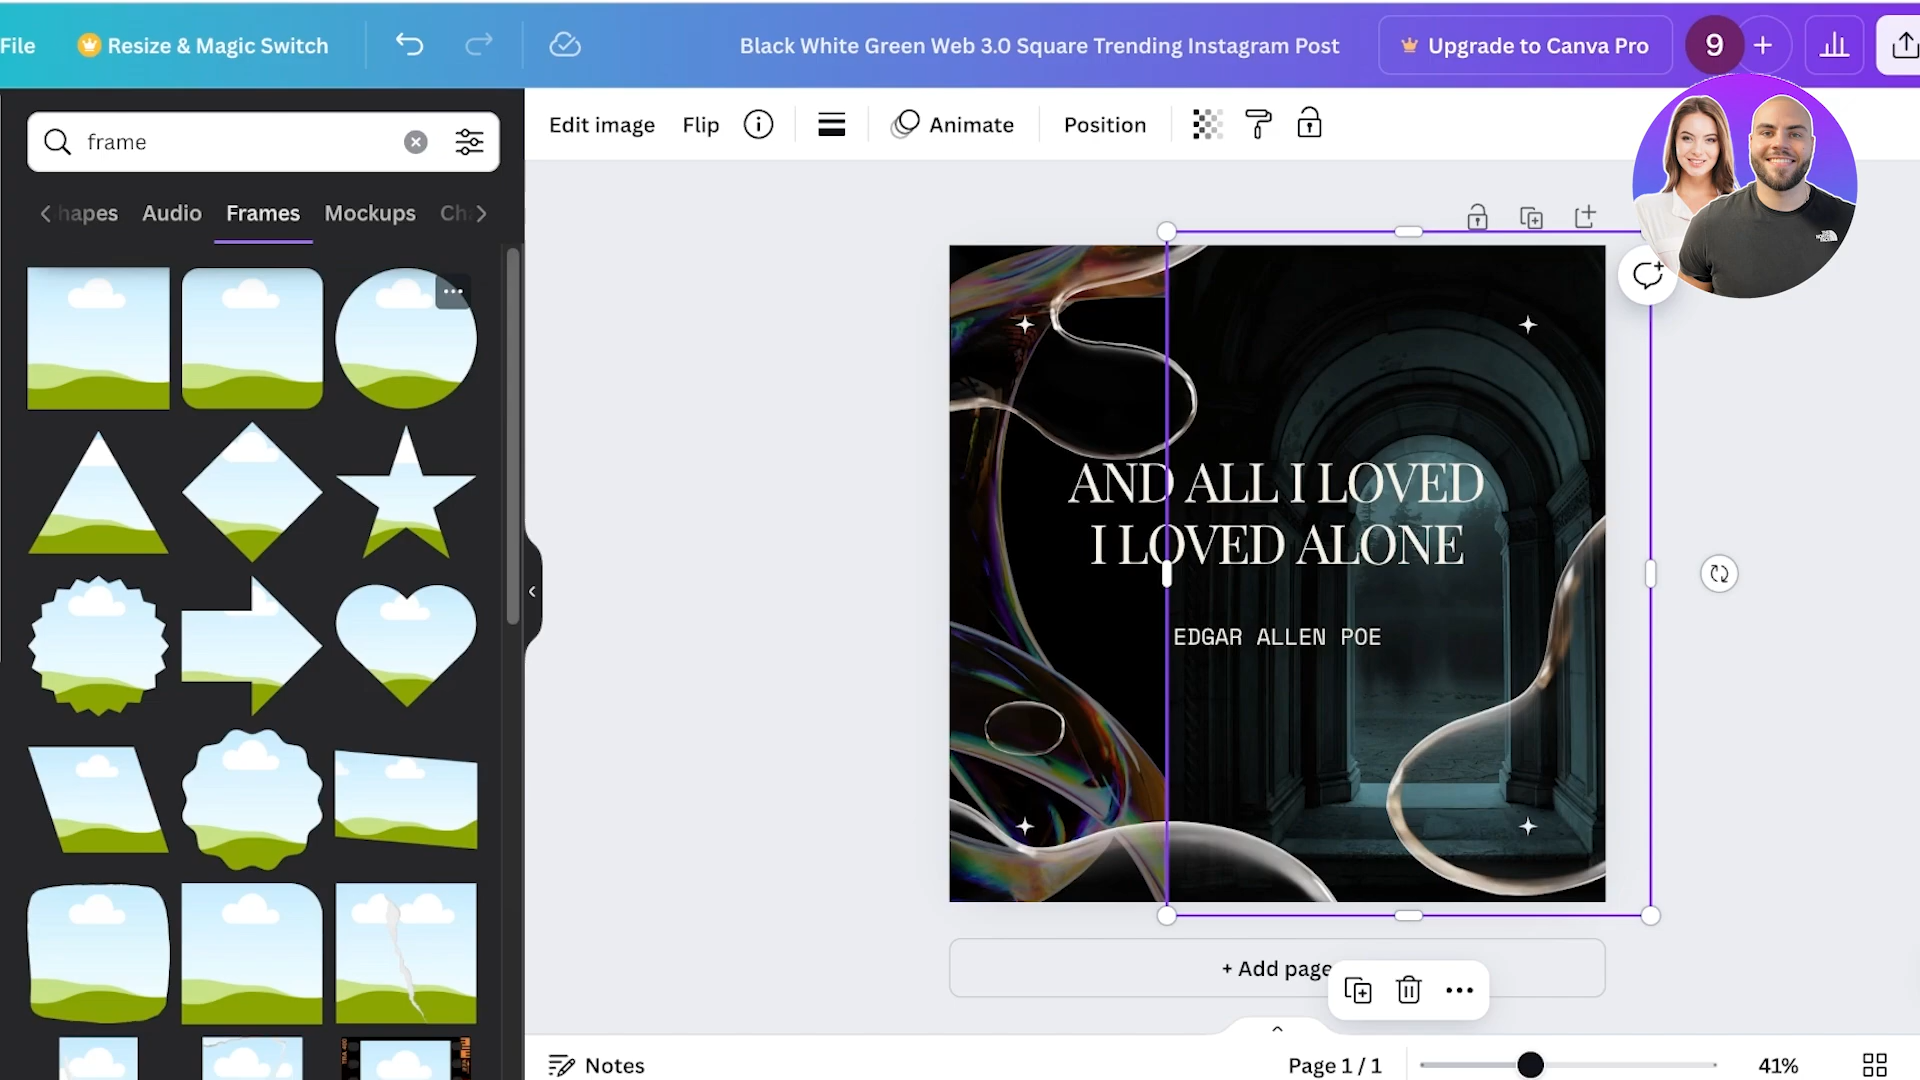 File
Resize & Magic Switch
Black White Green Web 3.0 Square Trending Instagram Post
Upgrade to Canva Pro
9
frame
hapes
Audio
Frames
Mockups
Ch
Edit image
Flip
Animate
Position
AND ALL I LOVED
I LOVED ALONE
EDGAR ALLEN POE
+ Add page
Notes
Page 1 / 1
41%